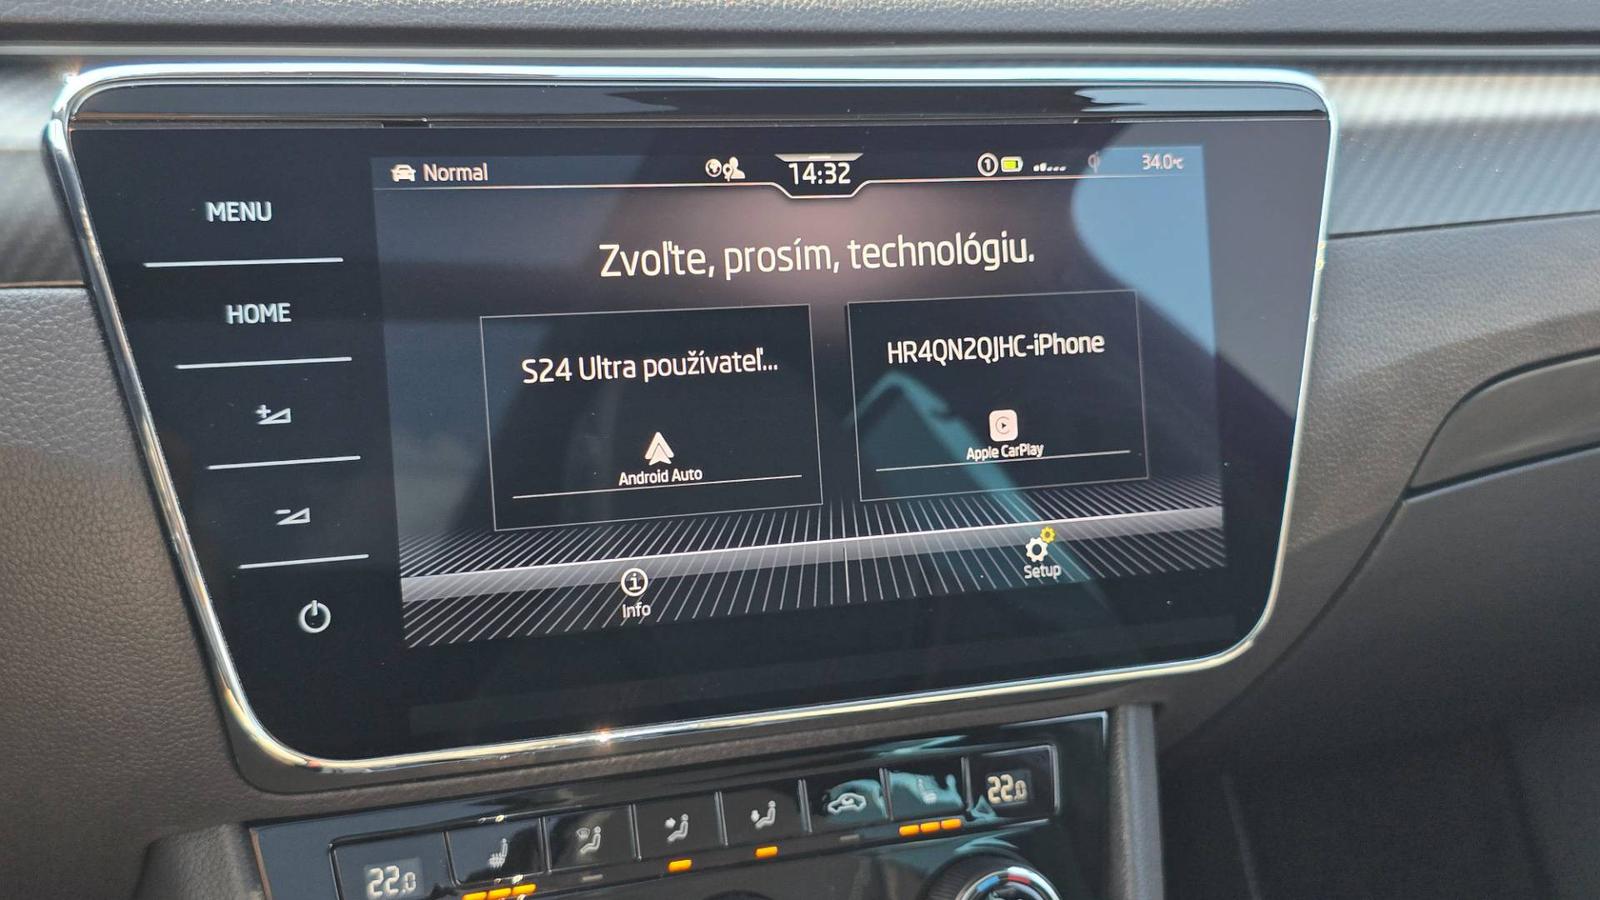 Normal
14:32
1
34.0°C
MENU
HOME
Zvoľte, prosím, technológiu.
S24 Ultra používateľ...
Android Auto
HR4QN2QJHC-iPhone
Apple CarPlay
Info
Setup
22.0
22.0